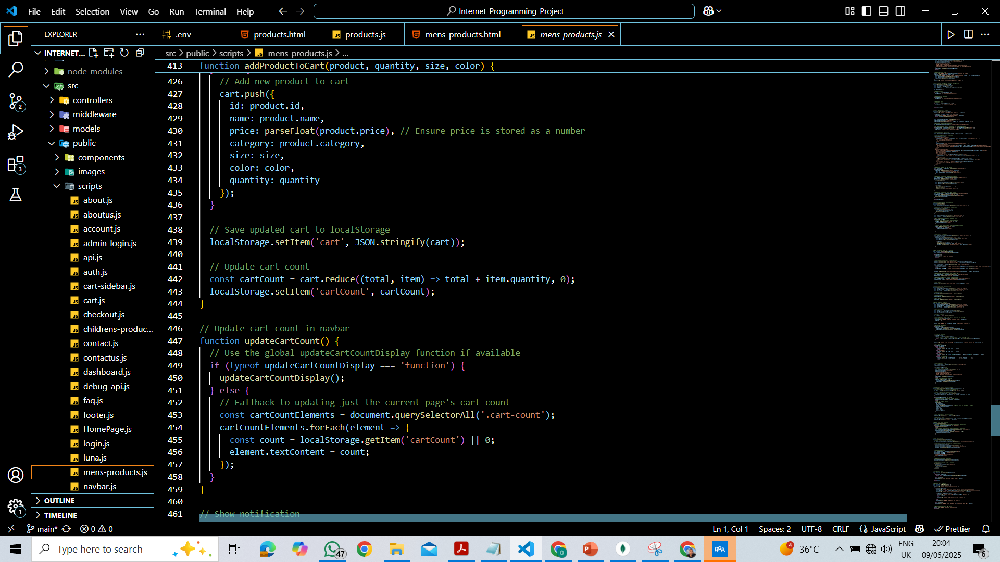 File Edit Selection View Go Run Terminal Help
Internet_Programming_Project
EXPLORER
.env
products.html
products.js
mens-products.html
mens-products.js
INTERNET...
src > public > scripts > mens-products.js > ...
node_modules
src
controllers
middleware
models
public
components
images
scripts
about.js
aboutus.js
account.js
admin-login.js
api.js
auth.js
cart-sidebar.js
cart.js
checkout.js
childrens-produc...
contact.js
contactus.js
dashboard.js
debug-api.js
faq.js
footer.js
HomePage.js
login.js
luna.js
mens-products.js
navbar.js
OUTLINE
TIMELINE
2
3
1
413 function addProductToCart(product, quantity, size, color) {
426 // Add new product to cart
427 cart.push({
428 id: product.id,
429 name: product.name,
430 price: parseFloat(product.price), // Ensure price is stored as a number
431 category: product.category,
432 size: size,
433 color: color,
434 quantity: quantity
435 });
436 }
437
438 // Save updated cart to localStorage
439 localStorage.setItem('cart', JSON.stringify(cart));
440
441 // Update cart count
442 const cartCount = cart.reduce((total, item) => total + item.quantity, 0);
443 localStorage.setItem('cartCount', cartCount);
444 }
445
446 // Update cart count in navbar
447 function updateCartCount() {
448 // Use the global updateCartCountDisplay function if available
449 if (typeof updateCartCountDisplay === 'function') {
450 updateCartCountDisplay();
451 } else {
452 // Fallback to updating just the current page's cart count
453 const cartCountElements = document.querySelectorAll('.cart-count');
454 cartCountElements.forEach(element => {
455 const count = localStorage.getItem('cartCount') || 0;
456 element.textContent = count;
457 });
458 }
459 }
460
461 // Show notification
main* 0 0
Ln 1, Col 1 Spaces: 2 UTF-8 CRLF JavaScript Prettier
Type here to search
47
4
36°C
ENG
UK
20:04
09/05/2025
6